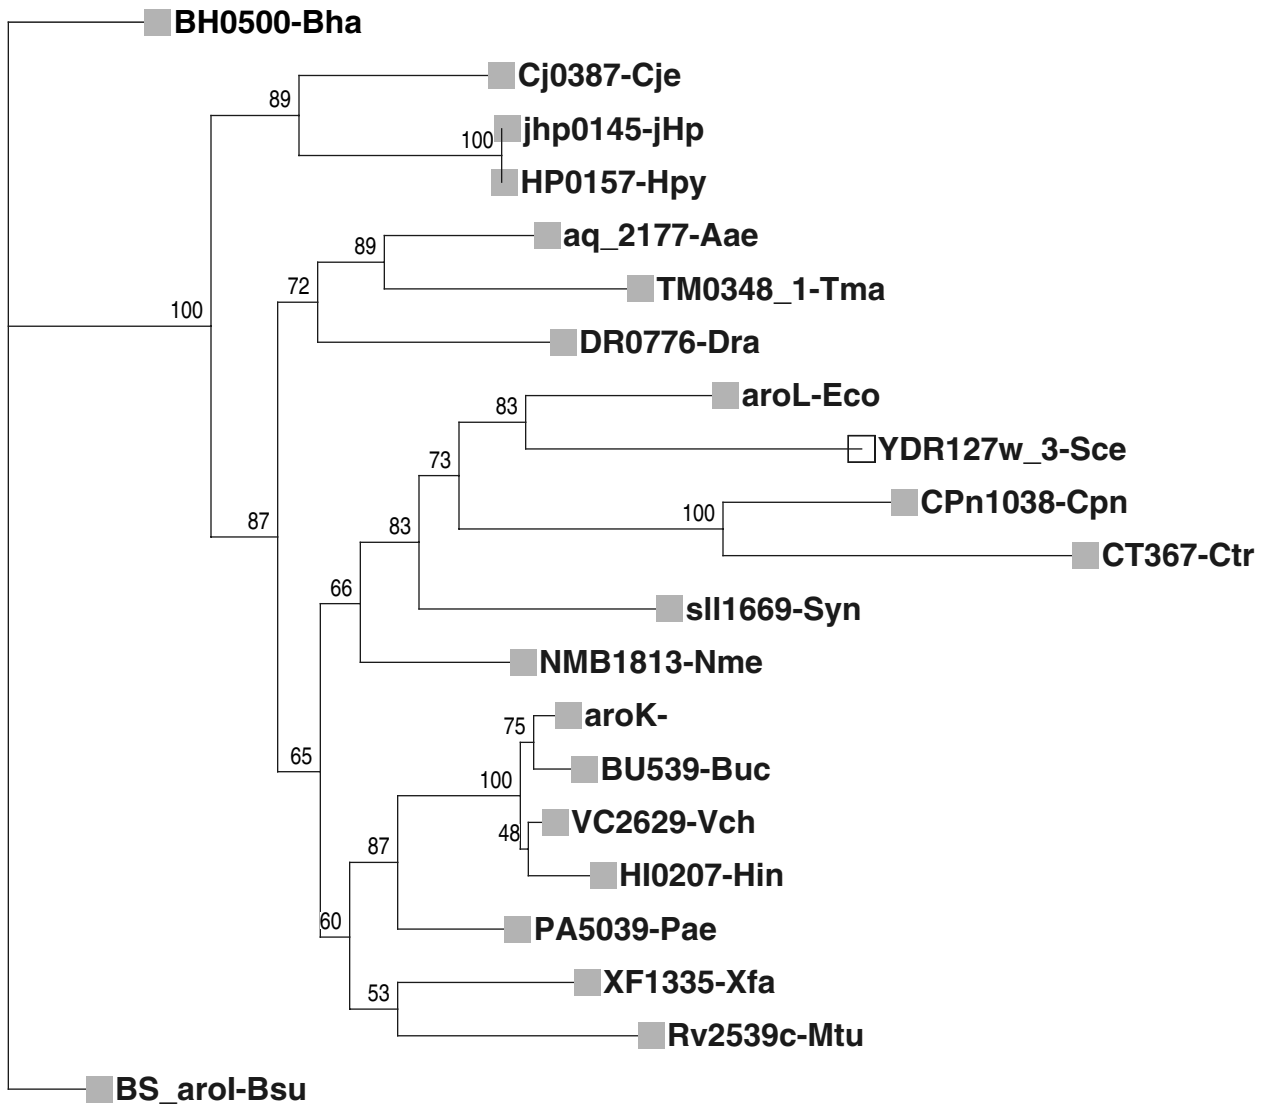 BH0500-Bha
Cj0387-Cje
89
jhp0145-jHp
100
HP0157-Hpy
aq_2177-Aae
89
TM0348_1-Tma
72
100
DR0776-Dra
aroL-Eco
83
YDR127w_3-Sce
73
CPn1038-Cpn
100
87
83
CT367-Ctr
66
sll1669-Syn
NMB1813-Nme
aroK-
75
65
BU539-Buc
100
VC2629-Vch
48
87
HI0207-Hin
60
PA5039-Pae
XF1335-Xfa
53
Rv2539c-Mtu
BS_aroI-Bsu